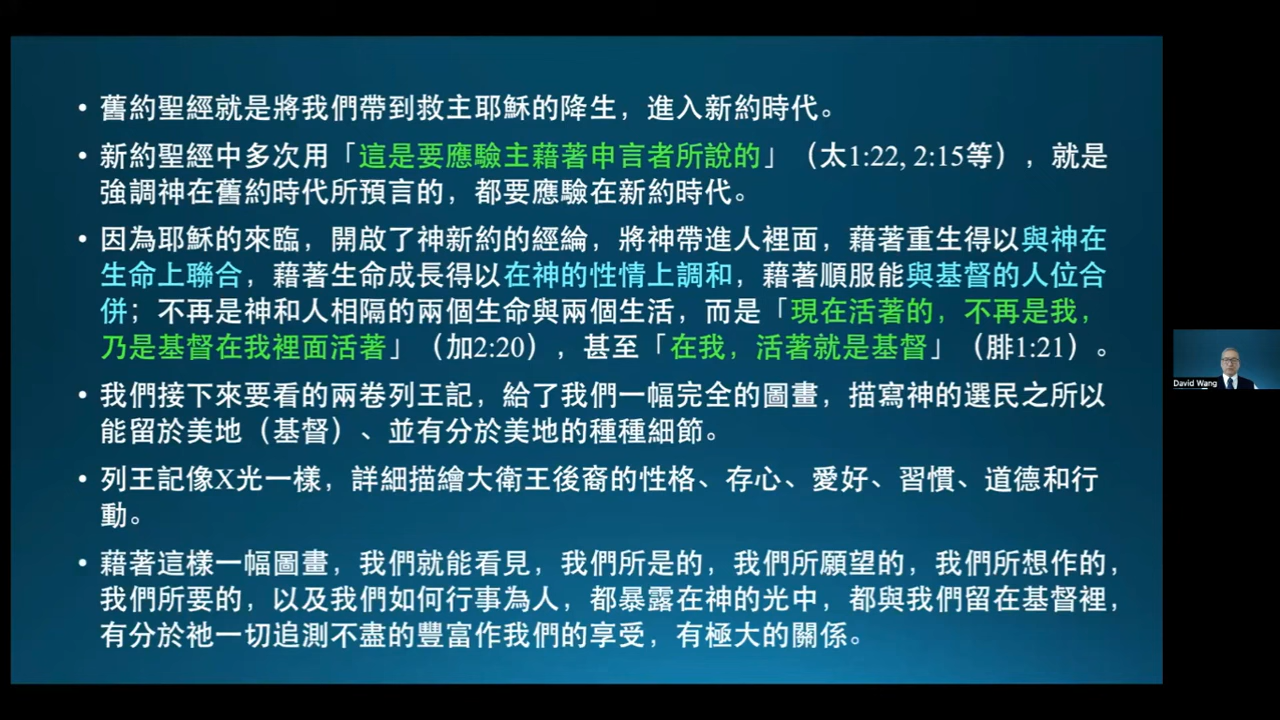 • 舊約聖經就是將我們帶到救主耶穌的降生，進入新約時代。
• 新約聖經中多次用「這是要應驗主藉著申言者所說的」（太1:22, 2:15等），就是
強調神在舊約時代所預言的，都要應驗在新約時代。
• 因為耶穌的來臨，開啟了神新約的經綸，將神帶進人裡面，藉著重生得以與神在
生命上聯合，藉著生命成長得以在神的性情上調和，藉著順服能與基督的人位合
併；不再是神和人相隔的兩個生命與兩個生活，而是「現在活著的，不再是我，
乃是基督在我裡面活著」（加2:20），甚至「在我，活著就是基督」（腓1:21）。
• 我們接下來要看的兩卷列王記，給了我們一幅完全的圖畫，描寫神的選民之所以
能留於美地（基督）、並有分於美地的種種細節。
• 列王記像X光一樣，詳細描繪大衛王後裔的性格、存心、愛好、習慣、道德和行
動。
• 藉著這樣一幅圖畫，我們就能看見，我們所是的，我們所願望的，我們所想作的，
我們所要的，以及我們如何行事為人，都暴露在神的光中，都與我們留在基督裡，
有分於祂一切追測不盡的豐富作我們的享受，有極大的關係。
David Wang